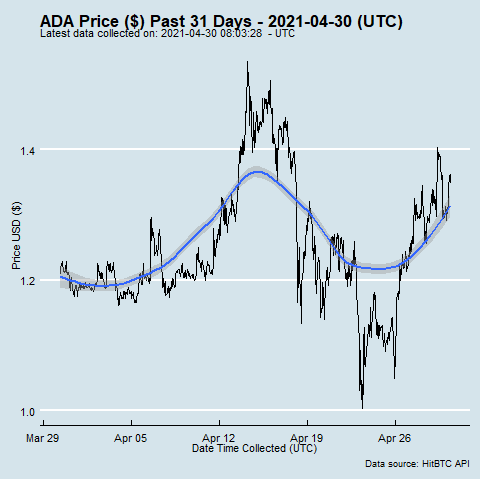 ADA Price ($) Past 31 Days - 2021-04-30 (UTC)
Latest data collected on: 2021-04-30 08:03:28 - UTC
Price USD ($)
1.4
1.2
1.0
Mar 29 Apr 05 Apr 12 Apr 19 Apr 26
Date Time Collected (UTC)
Data source: HitBTC API